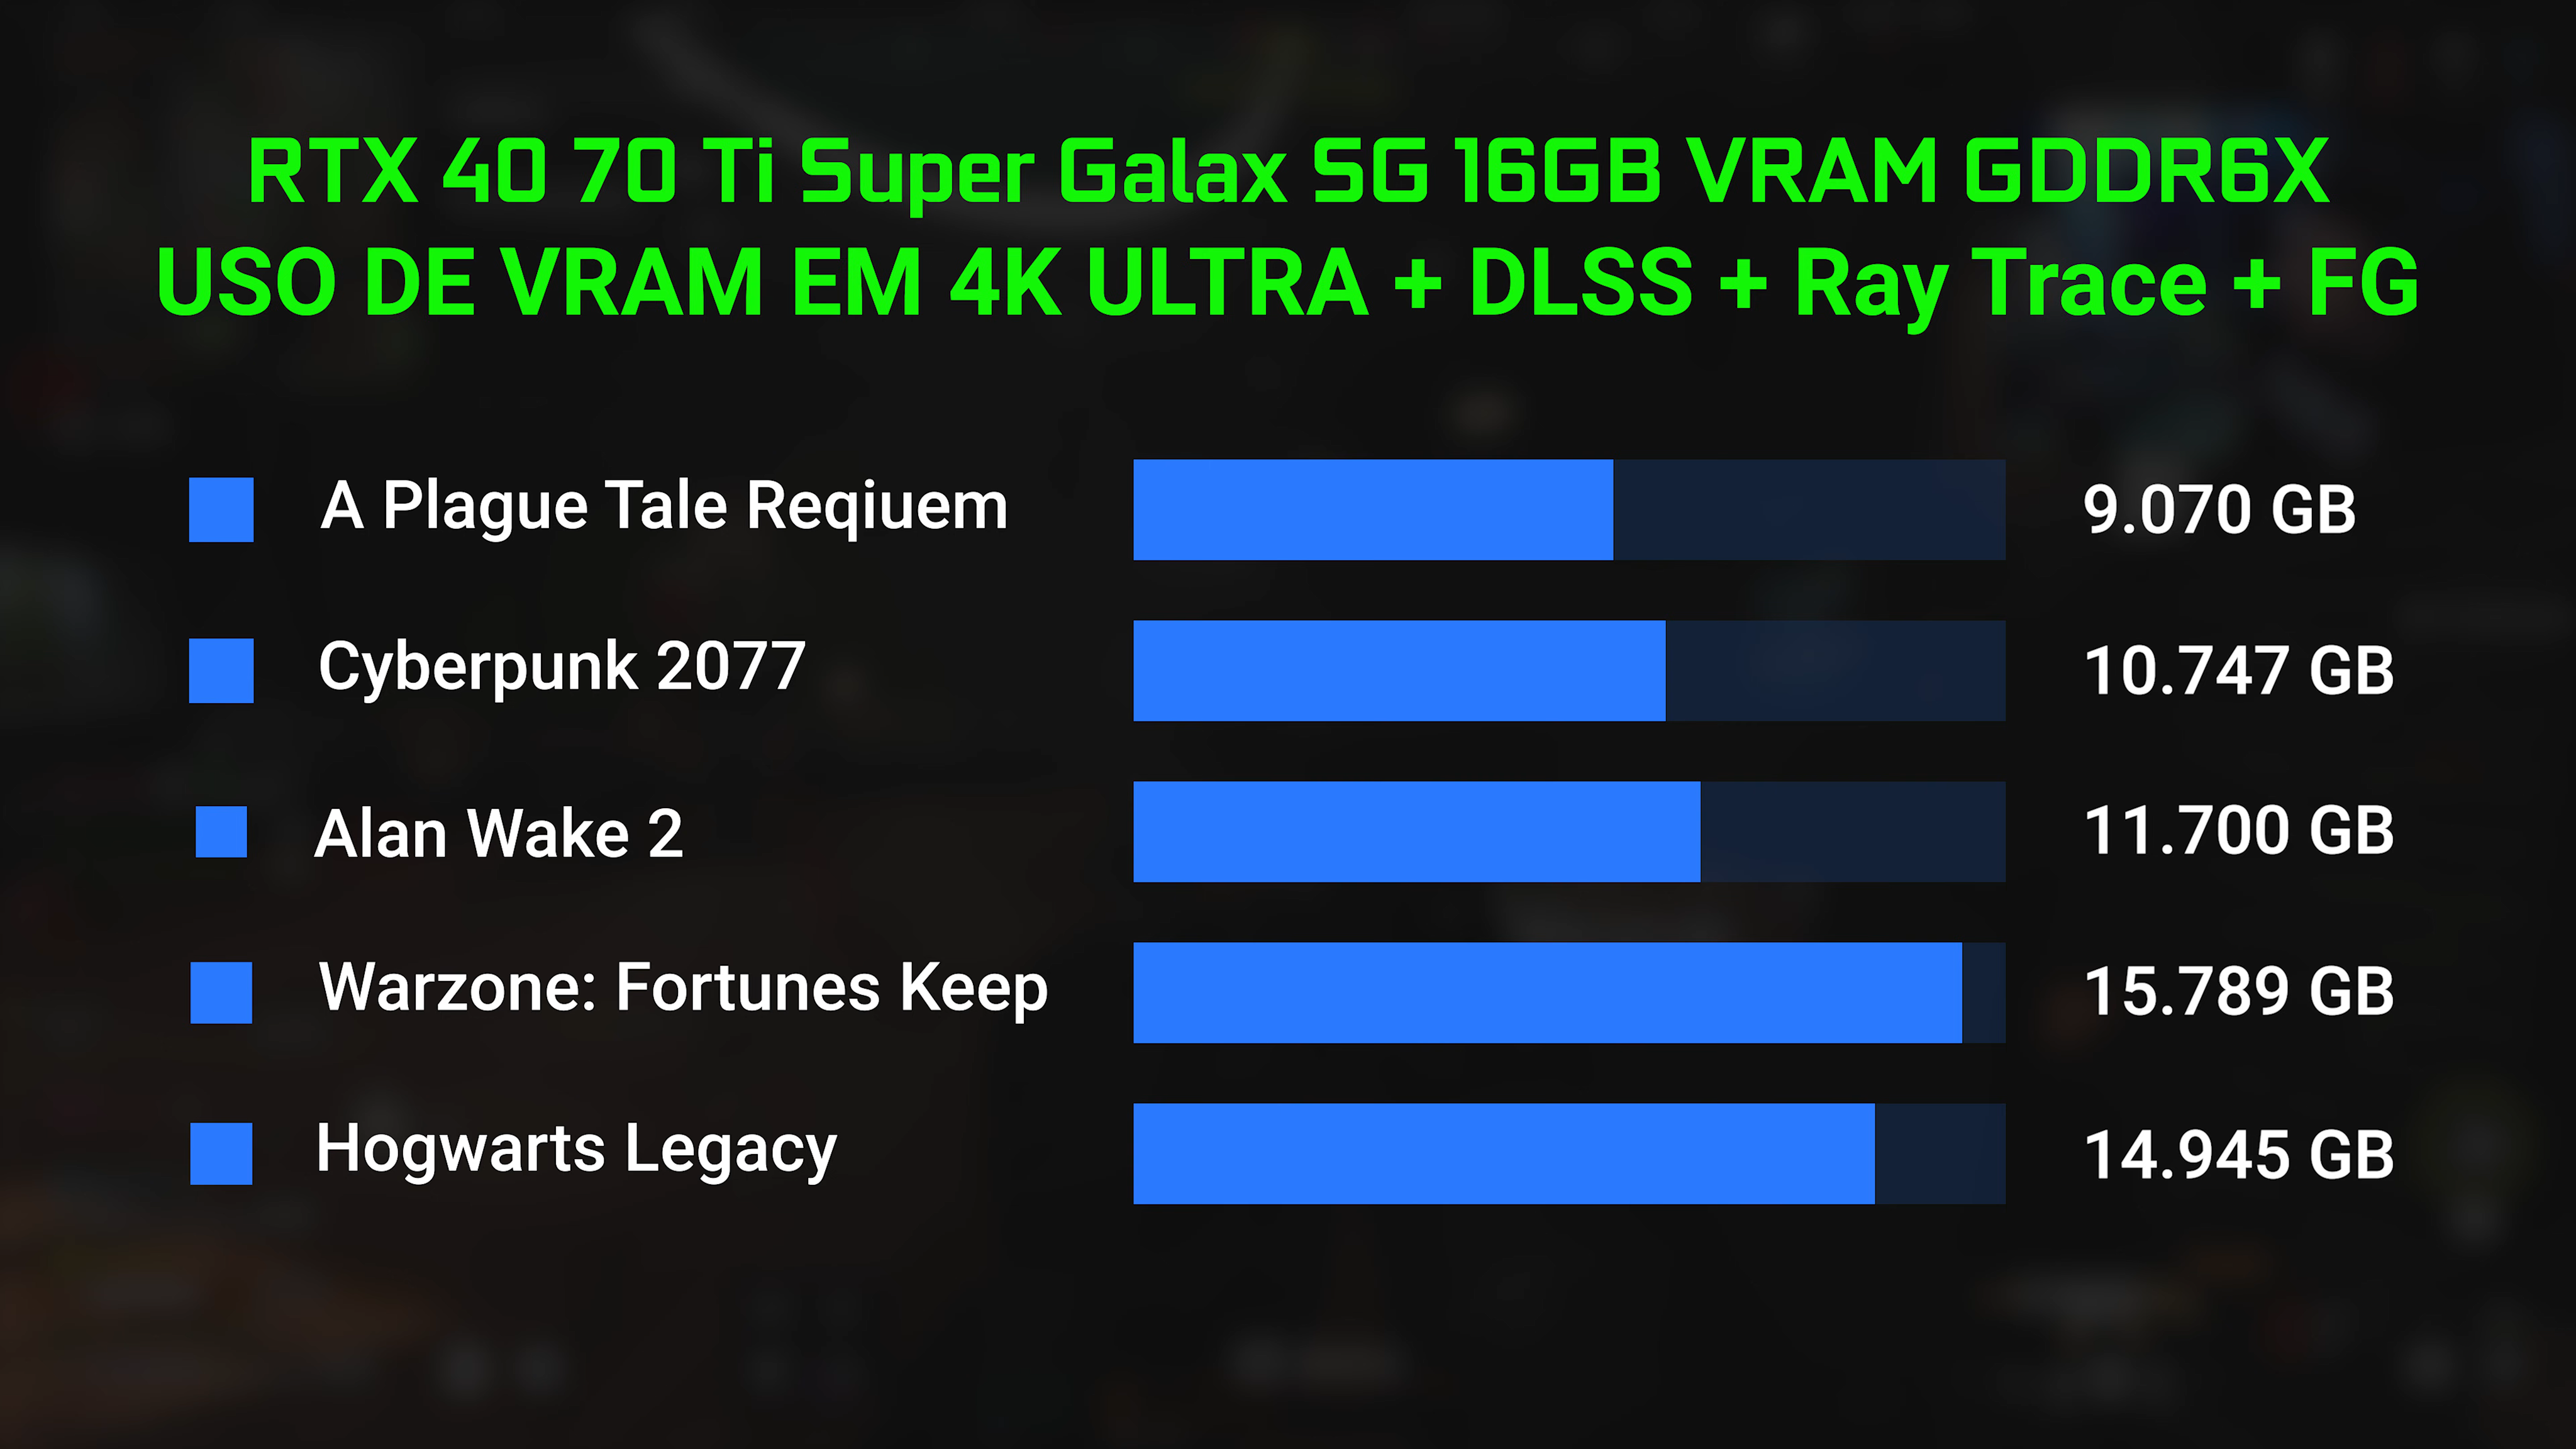 RTX 40 70 Ti Super Galax SG 16GB VRAM GDDR6X
USO DE VRAM EM 4K ULTRA + DLSS + Ray Trace + FG
A Plague Tale Reqiuem 9.070 GB
Cyberpunk 2077 10.747 GB
Alan Wake 2 11.700 GB
Warzone: Fortunes Keep 15.789 GB
Hogwarts Legacy 14.945 GB